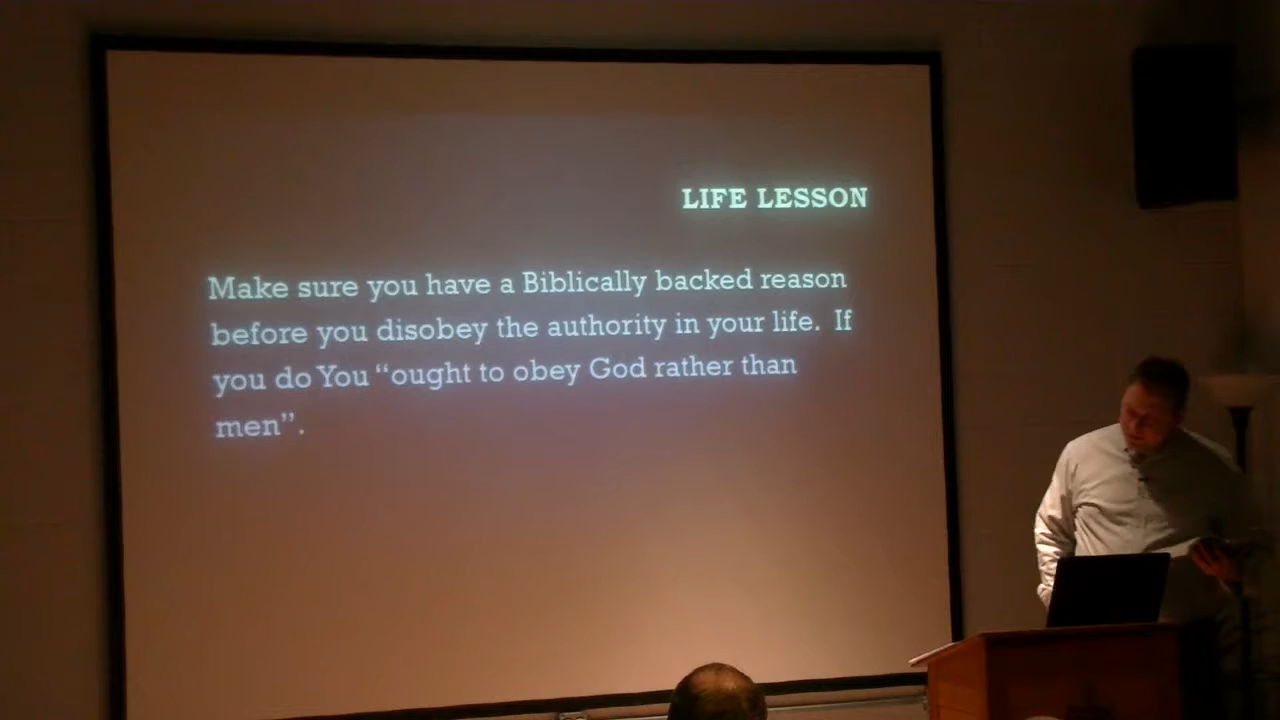 LIFE LESSON
Make sure you have a Biblically backed reason
before you disobey the authority in your life.  If
you do You “ought to obey God rather than
men”.